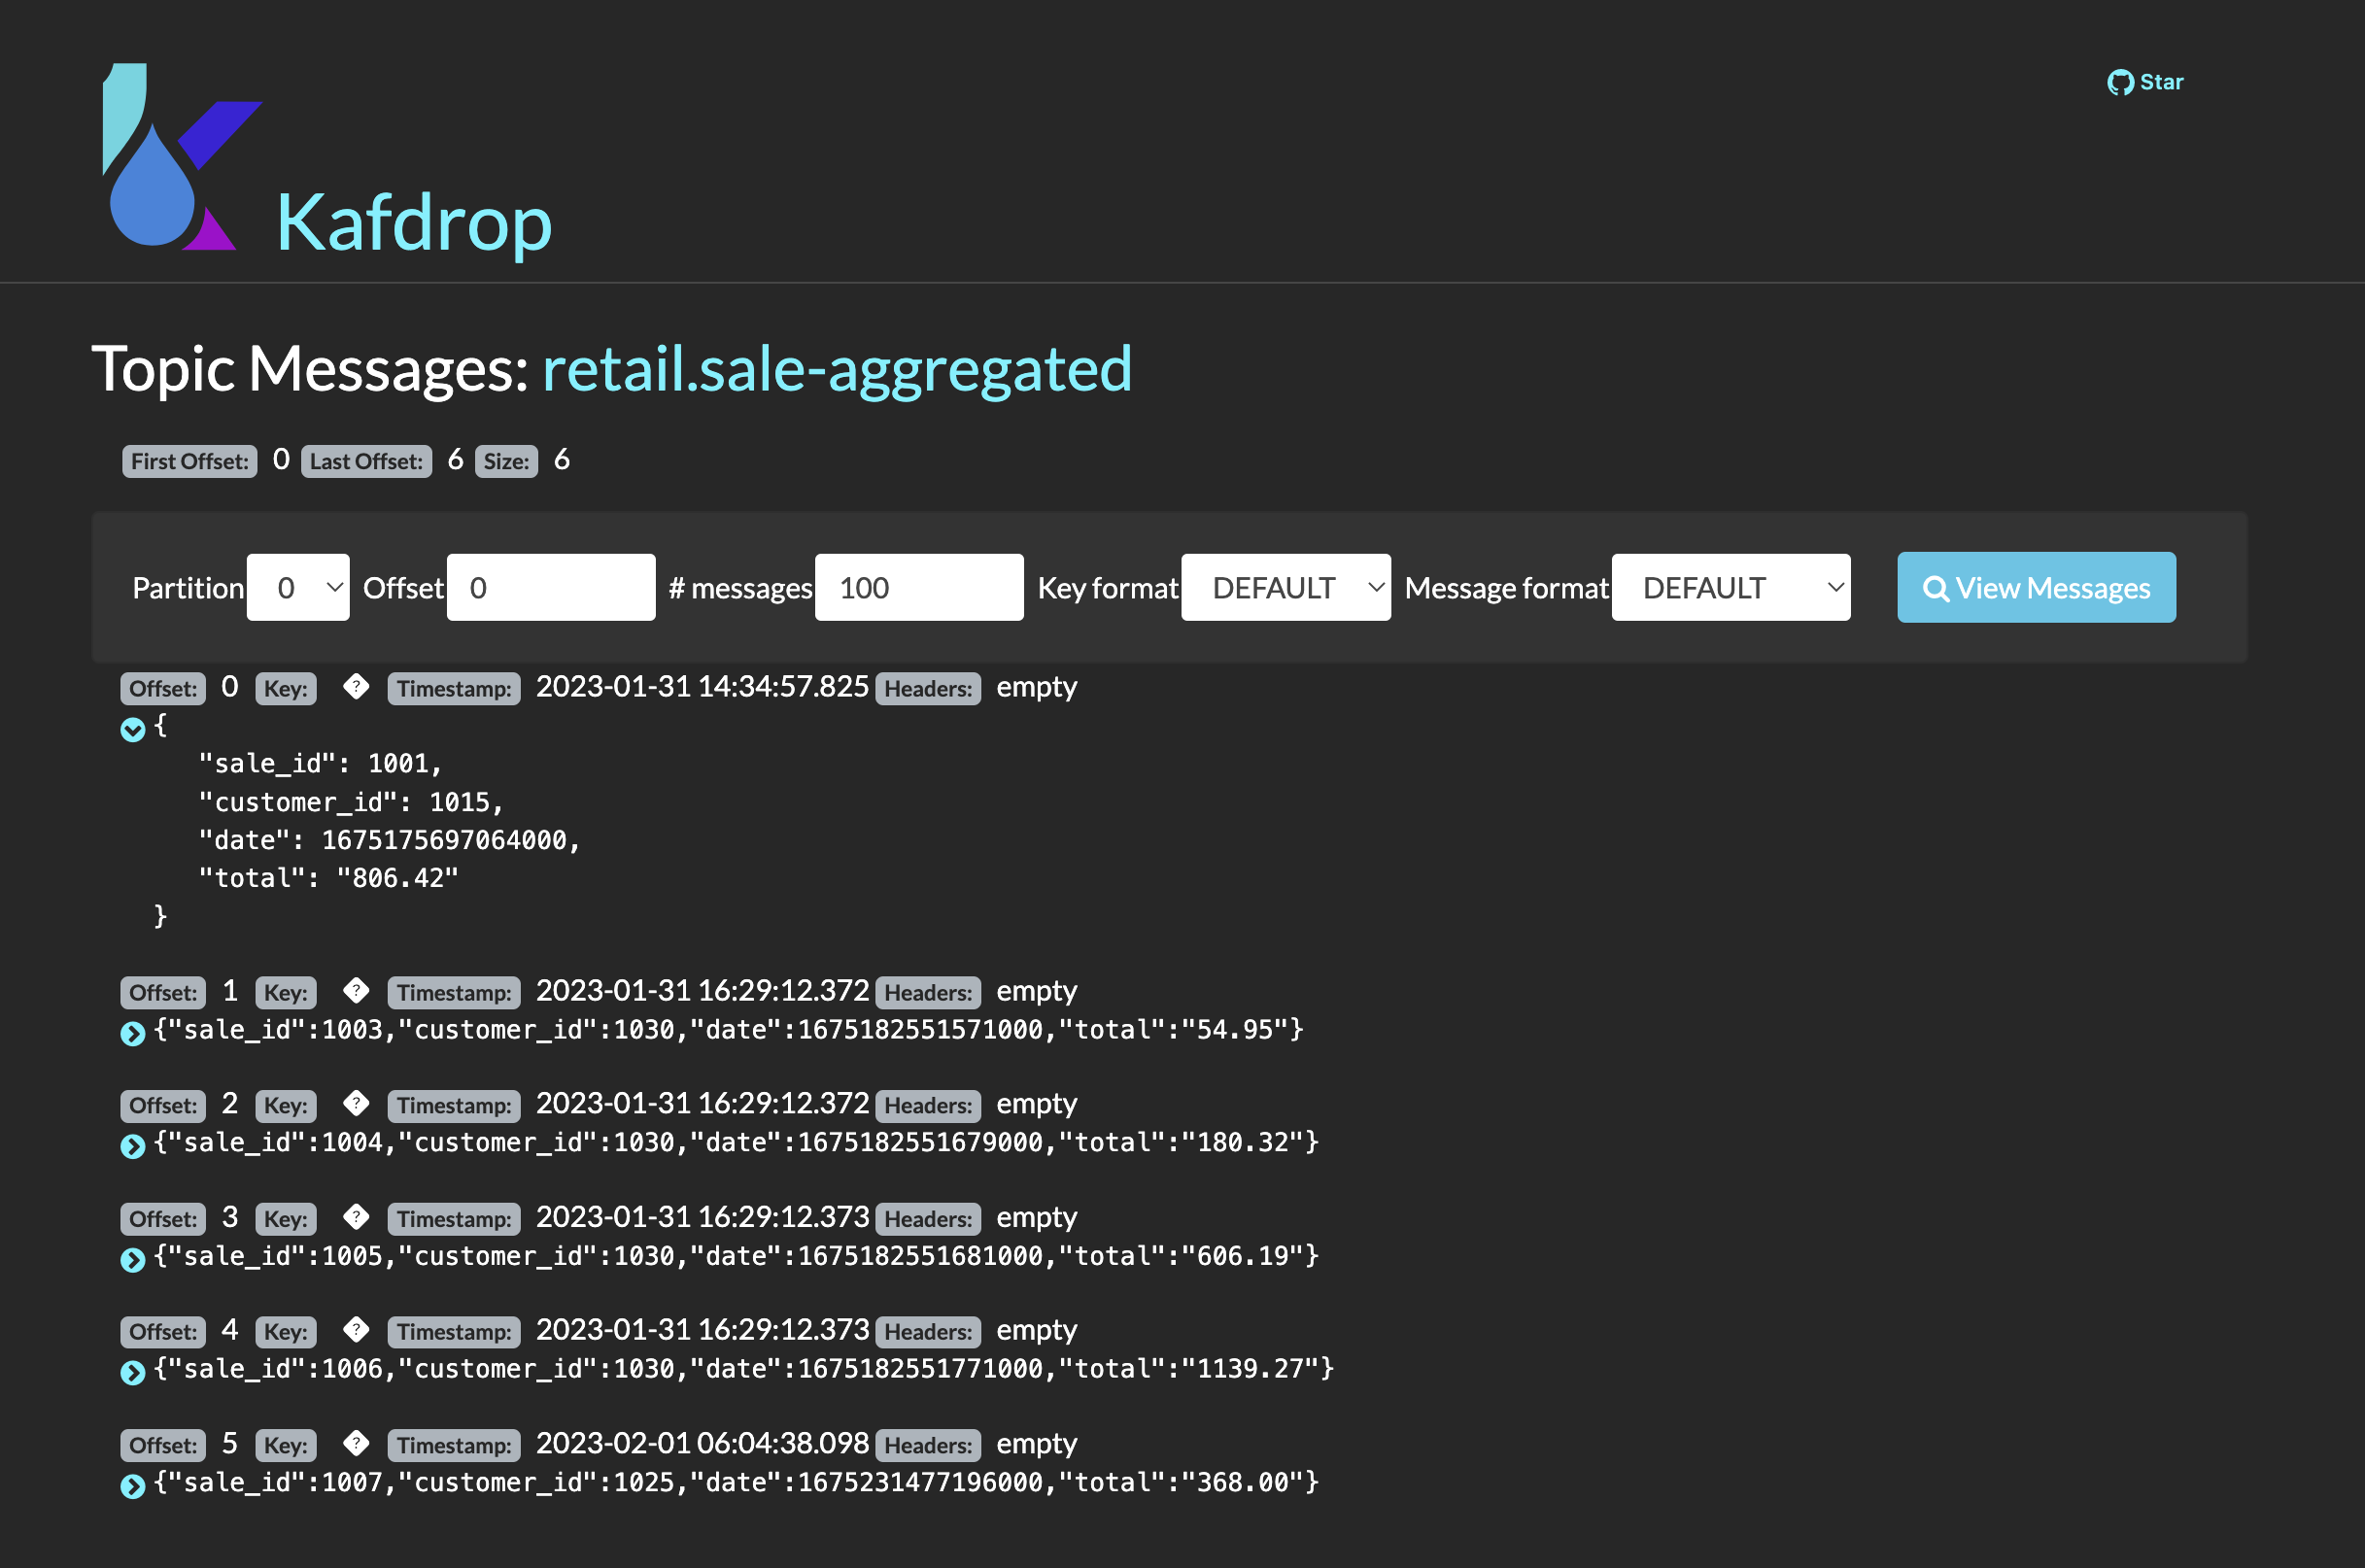 Star
Kafdrop
Topic Messages: retail.sale-aggregated
First Offset: 0 Last Offset: 6 Size: 6
Partition 0 Offset 0 # messages 100 Key format DEFAULT Message format DEFAULT View Messages
Offset: 0 Key: � Timestamp: 2023-01-31 14:34:57.825 Headers: empty
{
"sale_id": 1001,
"customer_id": 1015,
"date": 1675175697064000,
"total": "806.42"
}
Offset: 1 Key: � Timestamp: 2023-01-31 16:29:12.372 Headers: empty
{"sale_id":1003,"customer_id":1030,"date":1675182551571000,"total":"54.95"}
Offset: 2 Key: � Timestamp: 2023-01-31 16:29:12.372 Headers: empty
{"sale_id":1004,"customer_id":1030,"date":1675182551679000,"total":"180.32"}
Offset: 3 Key: � Timestamp: 2023-01-31 16:29:12.373 Headers: empty
{"sale_id":1005,"customer_id":1030,"date":1675182551681000,"total":"606.19"}
Offset: 4 Key: � Timestamp: 2023-01-31 16:29:12.373 Headers: empty
{"sale_id":1006,"customer_id":1030,"date":1675182551771000,"total":"1139.27"}
Offset: 5 Key: � Timestamp: 2023-02-01 06:04:38.098 Headers: empty
{"sale_id":1007,"customer_id":1025,"date":1675231477196000,"total":"368.00"}